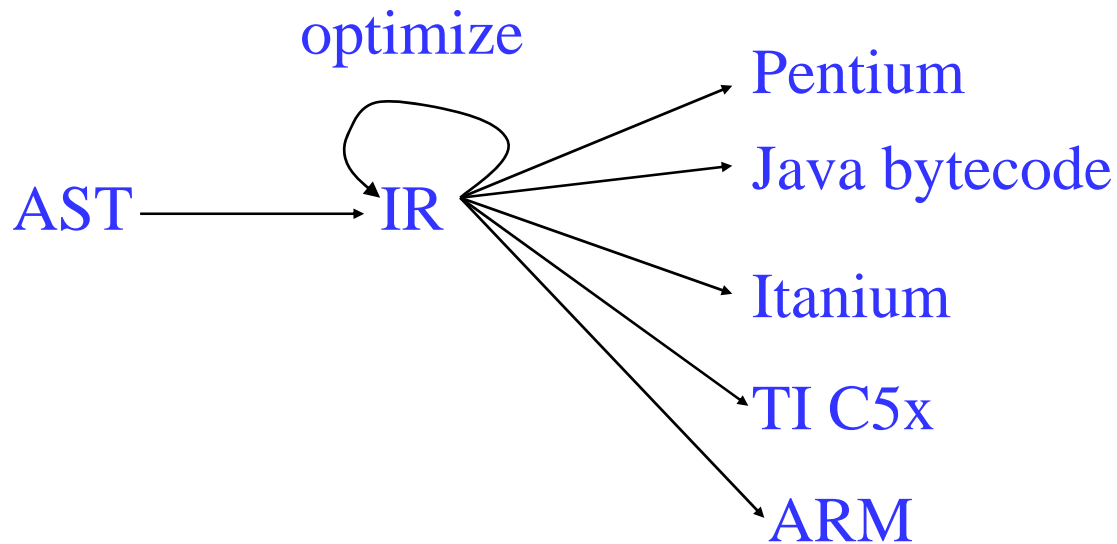 optimize
Pentium
Java bytecode
AST
IR
Itanium
TI C5x
ARM